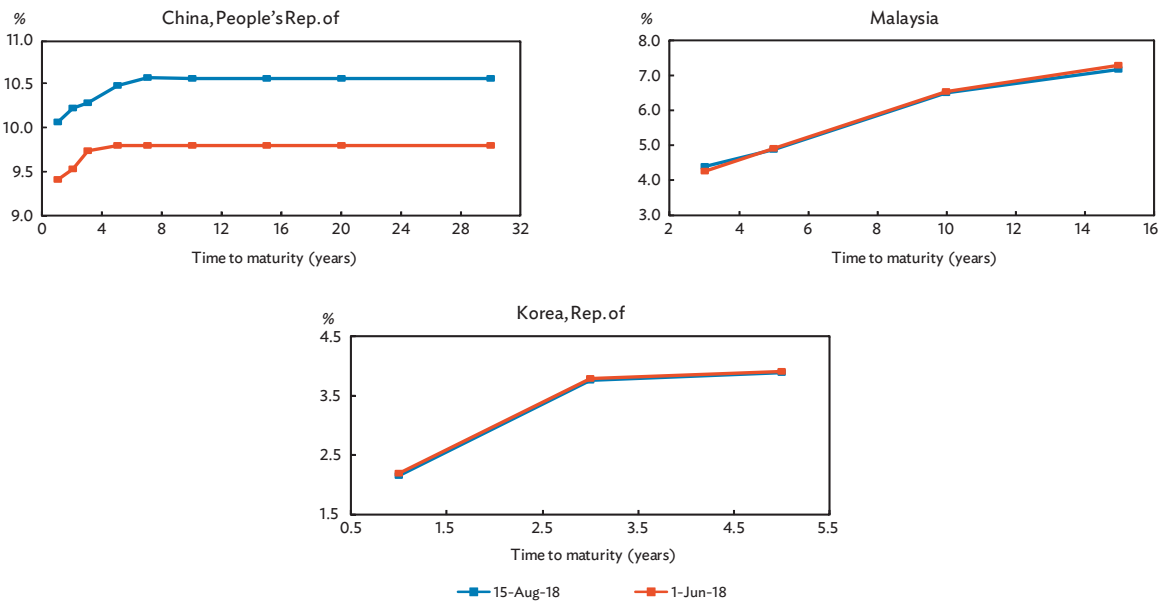 China, People's Rep. of
%
11.0
10.5
10.0
9.5
9.0
0 4 8 12 16 20 24 28 32
Time to maturity (years)
Malaysia
%
8.0
7.0
6.0
5.0
4.0
3.0
2 4 6 8 10 12 14 16
Time to maturity (years)
Korea, Rep. of
%
4.5
3.5
2.5
1.5
0.5 1.5 2.5 3.5 4.5 5.5
Time to maturity (years)
15-Aug-18 1-Jun-18